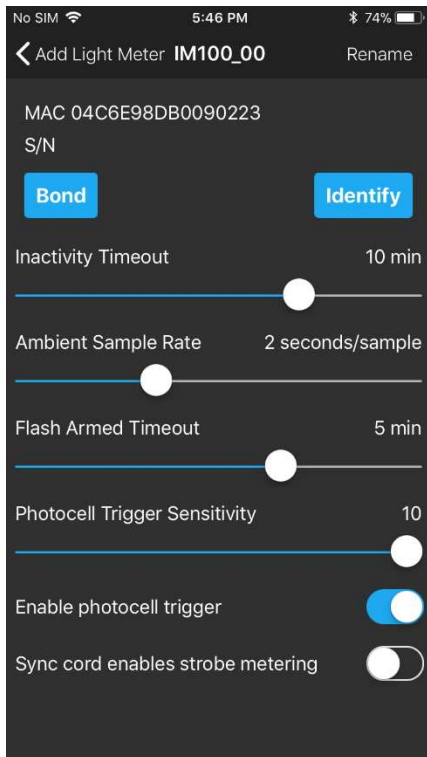 No SIM 5:46 PM 74%
Add Light Meter IM100_00 Rename
MAC 04C6E98DB0090223
S/N
Bond Identify
Inactivity Timeout 10 min
Ambient Sample Rate 2 seconds/sample
Flash Armed Timeout 5 min
Photocell Trigger Sensitivity 10
Enable photocell trigger
Sync cord enables strobe metering